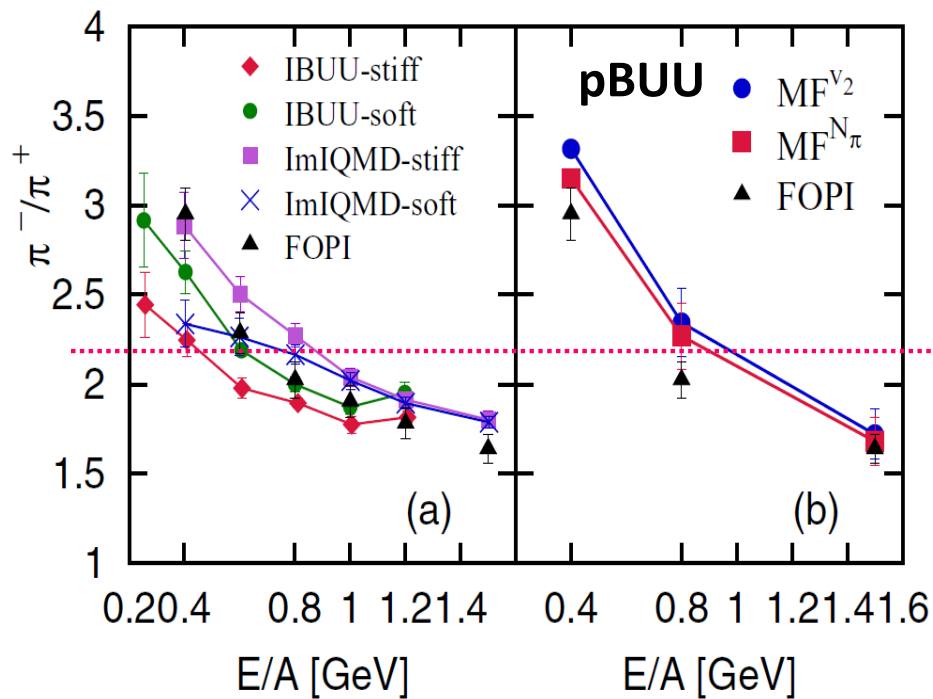 4
3.5
3
2.5
2
1.5
1
π⁻/π⁺
IBUU-stiff
IBUU-soft
ImIQMD-stiff
ImIQMD-soft
FOPI
(a)
0.20.4 0.8 1 1.21.4
E/A [GeV]
pBUU
MF^{v₂}
MF^{N_π}
FOPI
(b)
0.4 0.8 1 1.21.41.6
E/A [GeV]